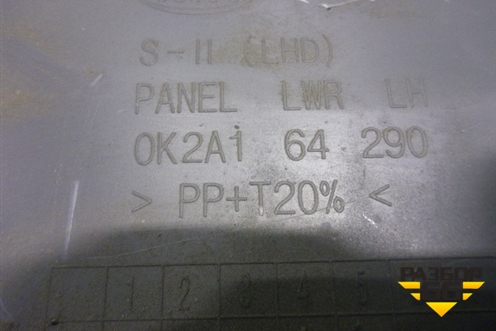 S-II (LHD)
PANEL LWR LH
0K2A1 64 290
> PP+T20% <
1 2 3 4 5
РАЗБОР